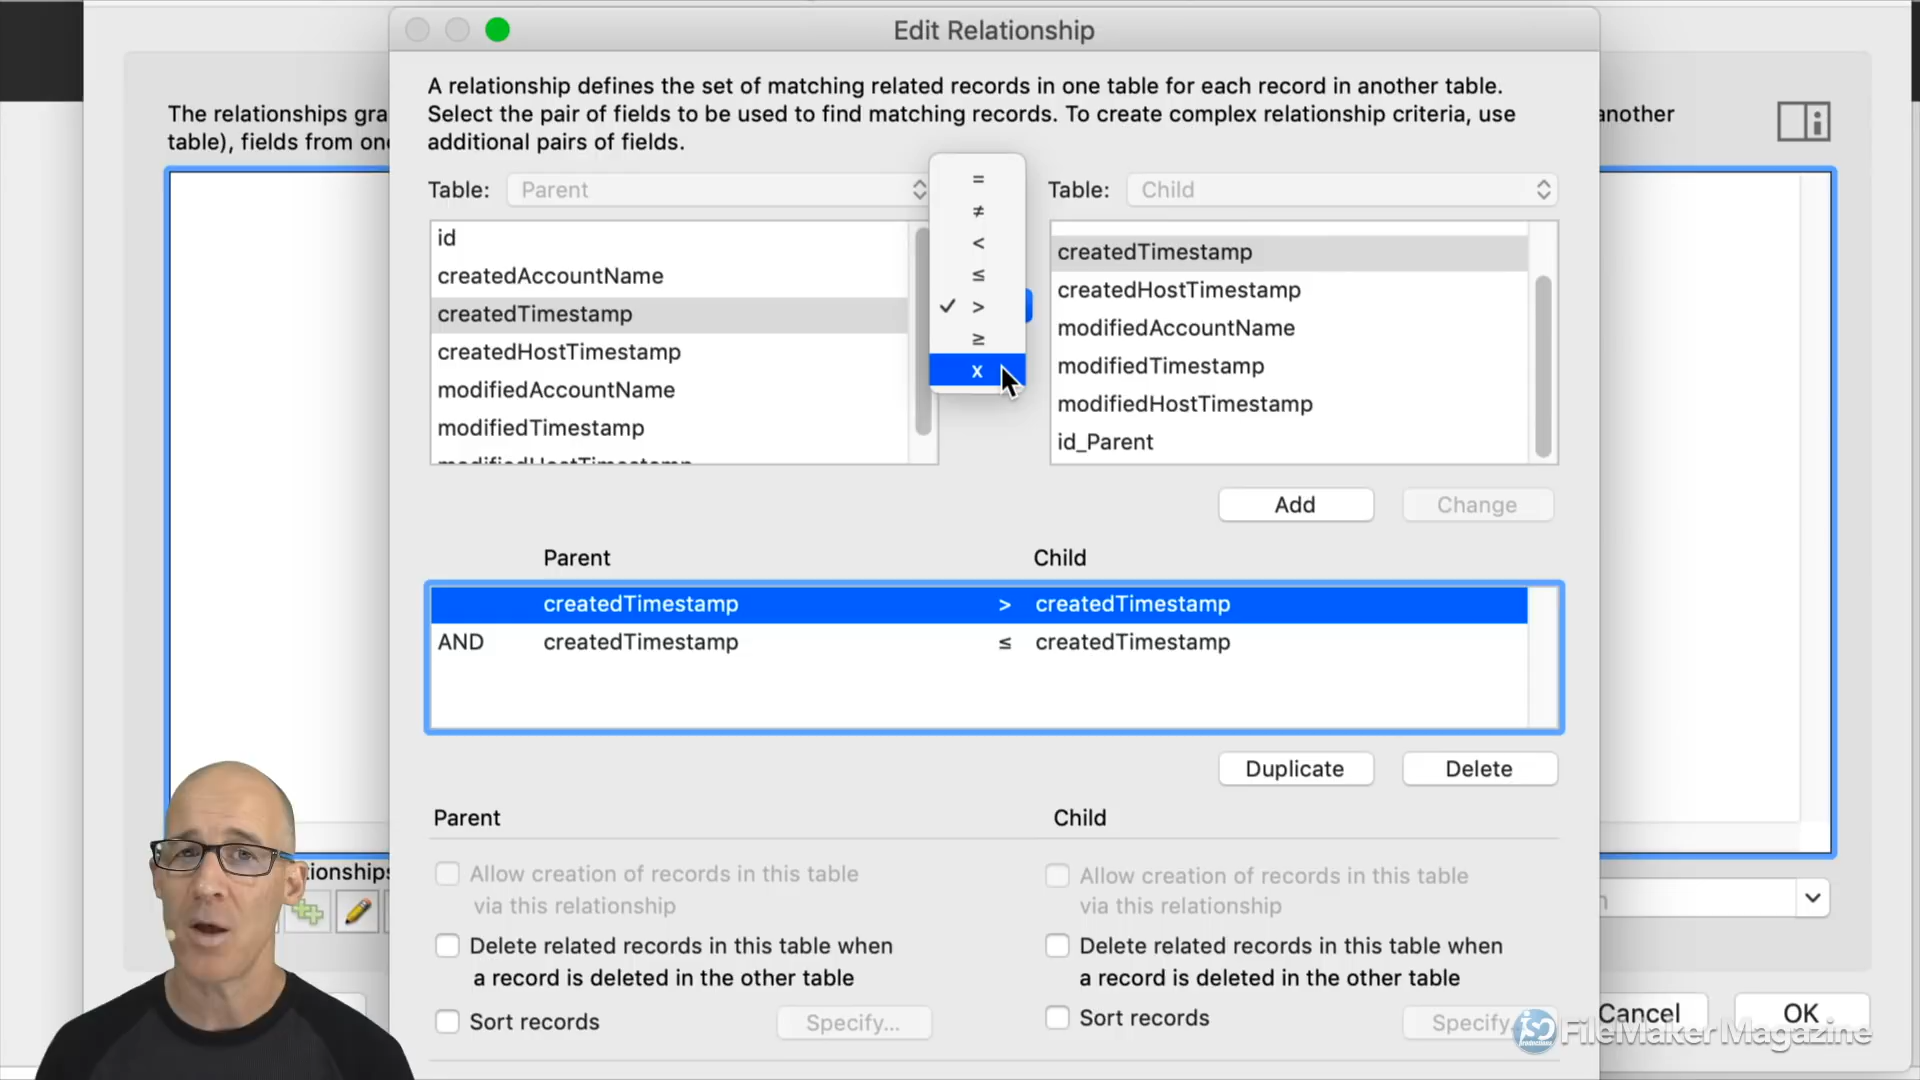 Edit Relationship
A relationship defines the set of matching related records in one table for each record in another table.
Select the pair of fields to be used to find matching records. To create complex relationship criteria, use
additional pairs of fields.
The relationships gra
another
table), fields from one
Table: Parent
Table: Child
=
≠
<
≤
✓ >
≥
x
id
createdAccountName
createdTimestamp
createdHostTimestamp
modifiedAccountName
modifiedTimestamp
modifiedHostTimestamp
createdTimestamp
createdHostTimestamp
modifiedAccountName
modifiedTimestamp
modifiedHostTimestamp
id_Parent
Add
Change
Parent
Child
createdTimestamp > createdTimestamp
AND createdTimestamp ≤ createdTimestamp
Duplicate
Delete
Parent
Child
Allow creation of records in this table
via this relationship
Delete related records in this table when
a record is deleted in the other table
Sort records
Specify...
Allow creation of records in this table
via this relationship
Delete related records in this table when
a record is deleted in the other table
Sort records
Specify
tionships
Cancel
OK
iso productions
FileMaker Magazine